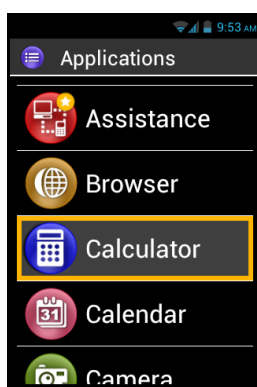 9:53 AM
Applications
Assistance
Browser
Calculator
31
Calendar
Camera